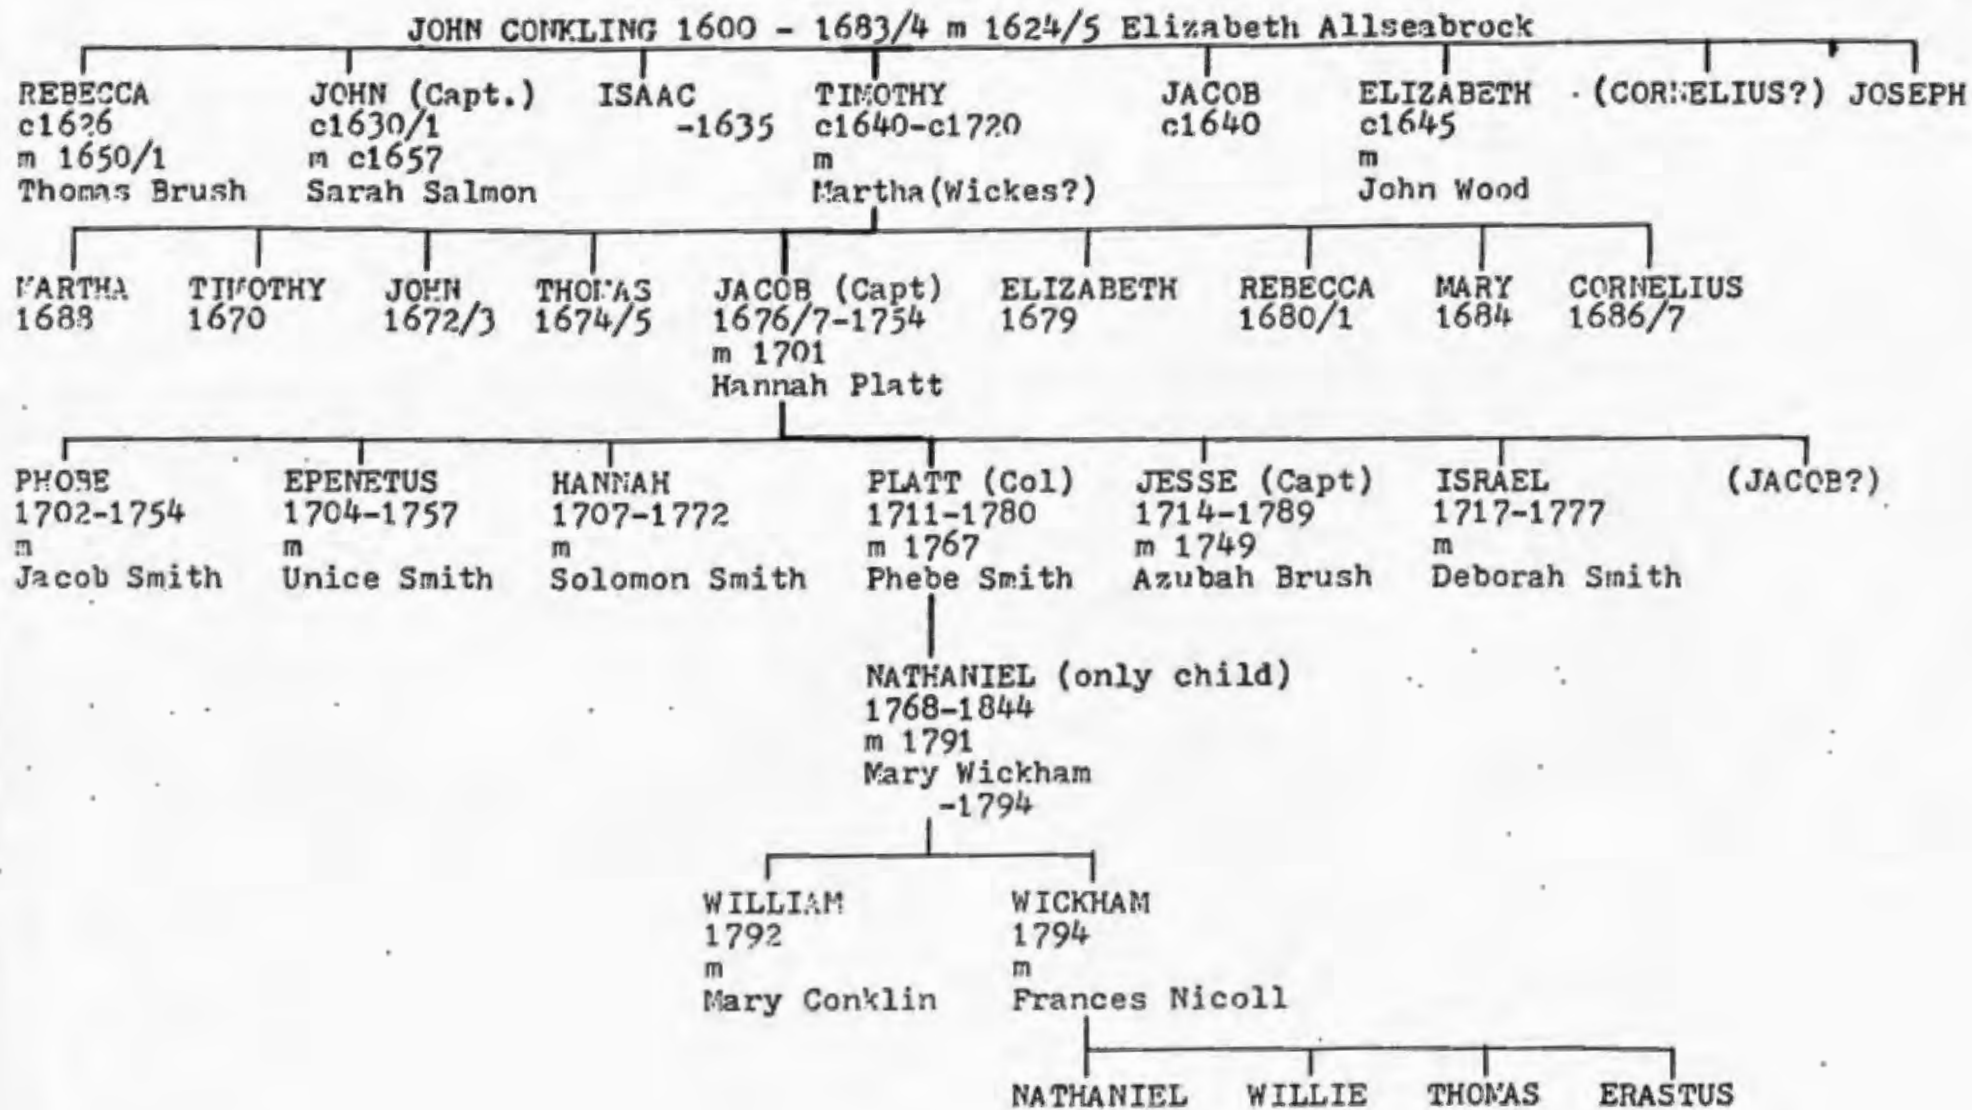 JOHN CONKLING 1600 - 1683/4 m 1624/5 Elizabeth Allseabrock
REBECCA JOHN (Capt.) ISAAC TIMOTHY JACOB ELIZABETH (CORNELIUS?) JOSEPH
c1626 c1630/1 -1635 c1640-c1720 c1640 c1645
m 1650/1 m c1657 m m
Thomas Brush Sarah Salmon Martha(Wickes?) John Wood
MARTHA TIMOTHY JOHN THOMAS JACOB (Capt) ELIZABETH REBECCA MARY CORNELIUS
1688 1670 1672/3 1674/5 1676/7-1754 1679 1680/1 1684 1686/7
m 1701
Hannah Platt
PHOBE EPENETUS HANNAH PLATT (Col) JESSE (Capt) ISRAEL (JACOB?)
1702-1754 1704-1757 1707-1772 1711-1780 1714-1789 1717-1777
m m m m 1767 m 1749 m
Jacob Smith Unice Smith Solomon Smith Phebe Smith Azubah Brush Deborah Smith
NATHANIEL (only child)
1768-1844
m 1791
Mary Wickham
-1794
WILLIAM WICKHAM
1792 1794
m m
Mary Conklin Frances Nicoll
NATHANIEL WILLIE THOMAS ERASTUS